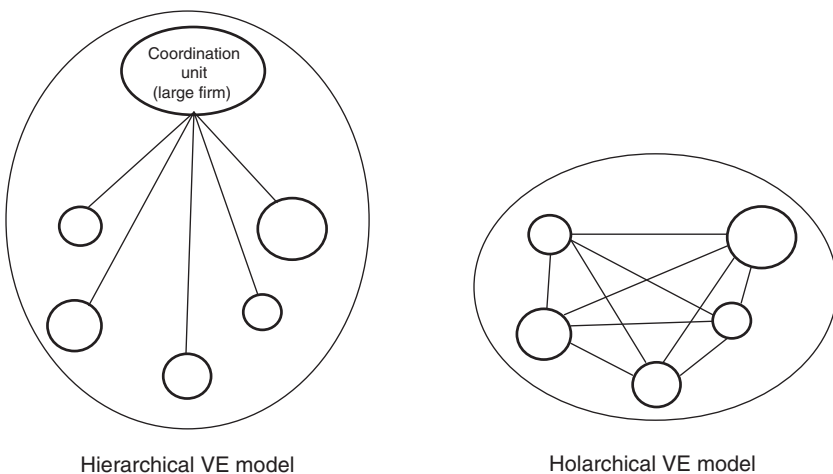 Coordination
unit
(large firm)
Hierarchical VE model
Holarchical VE model